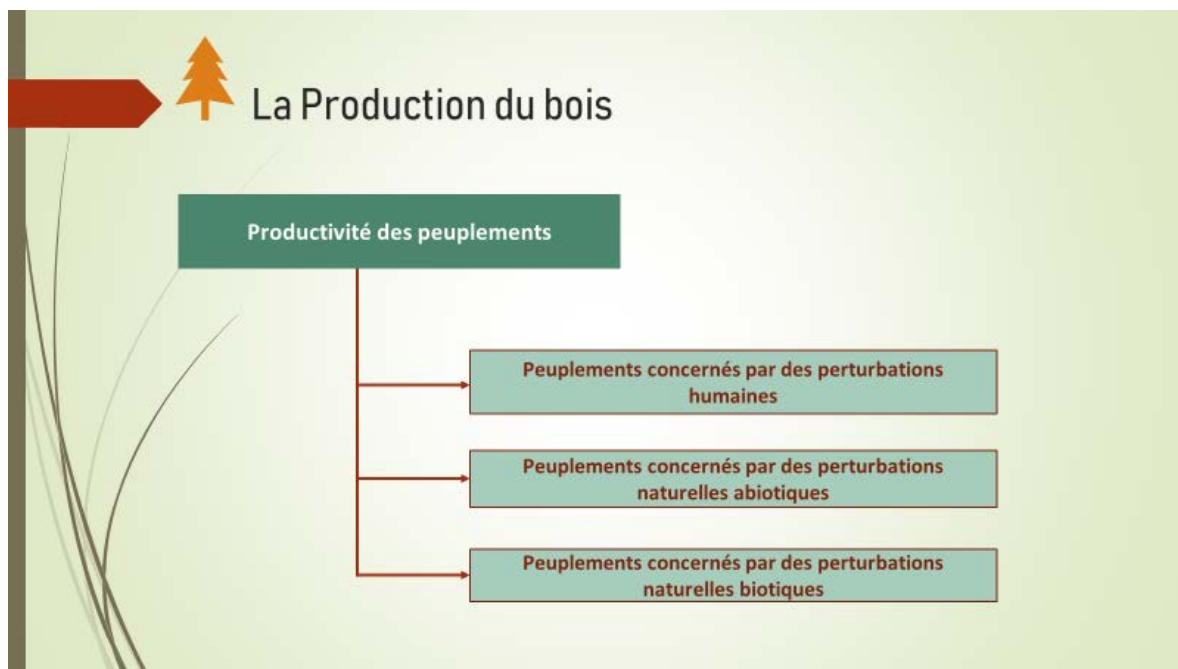 La Production du bois
Productivité des peuplements
Peuplements concernés par des perturbations
humaines
Peuplements concernés par des perturbations
naturelles abiotiques
Peuplements concernés par des perturbations
naturelles biotiques